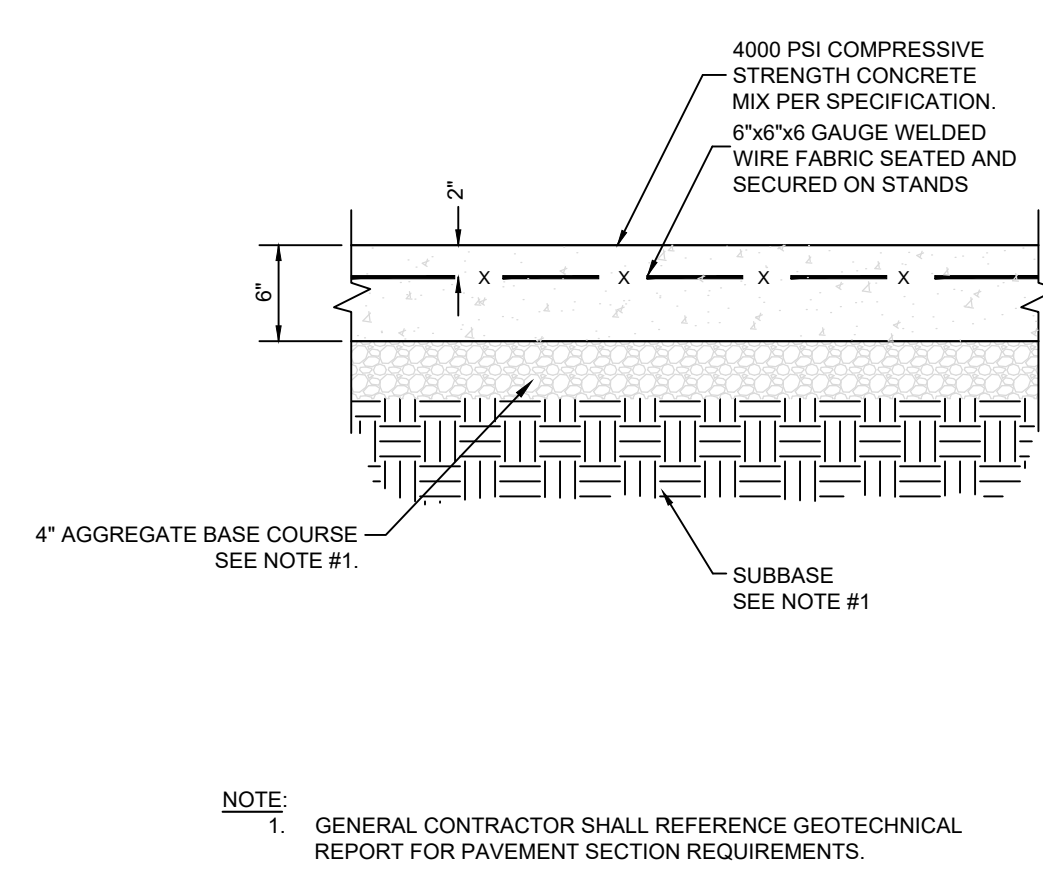 4000 PSI COMPRESSIVE
STRENGTH CONCRETE
MIX PER SPECIFICATION.
6"x6"x6 GAUGE WELDED
WIRE FABRIC SEATED AND
SECURED ON STANDS
2"
6"
X X X X
4" AGGREGATE BASE COURSE
SEE NOTE #1.
SUBBASE
SEE NOTE #1
NOTE:
1. GENERAL CONTRACTOR SHALL REFERENCE GEOTECHNICAL
REPORT FOR PAVEMENT SECTION REQUIREMENTS.